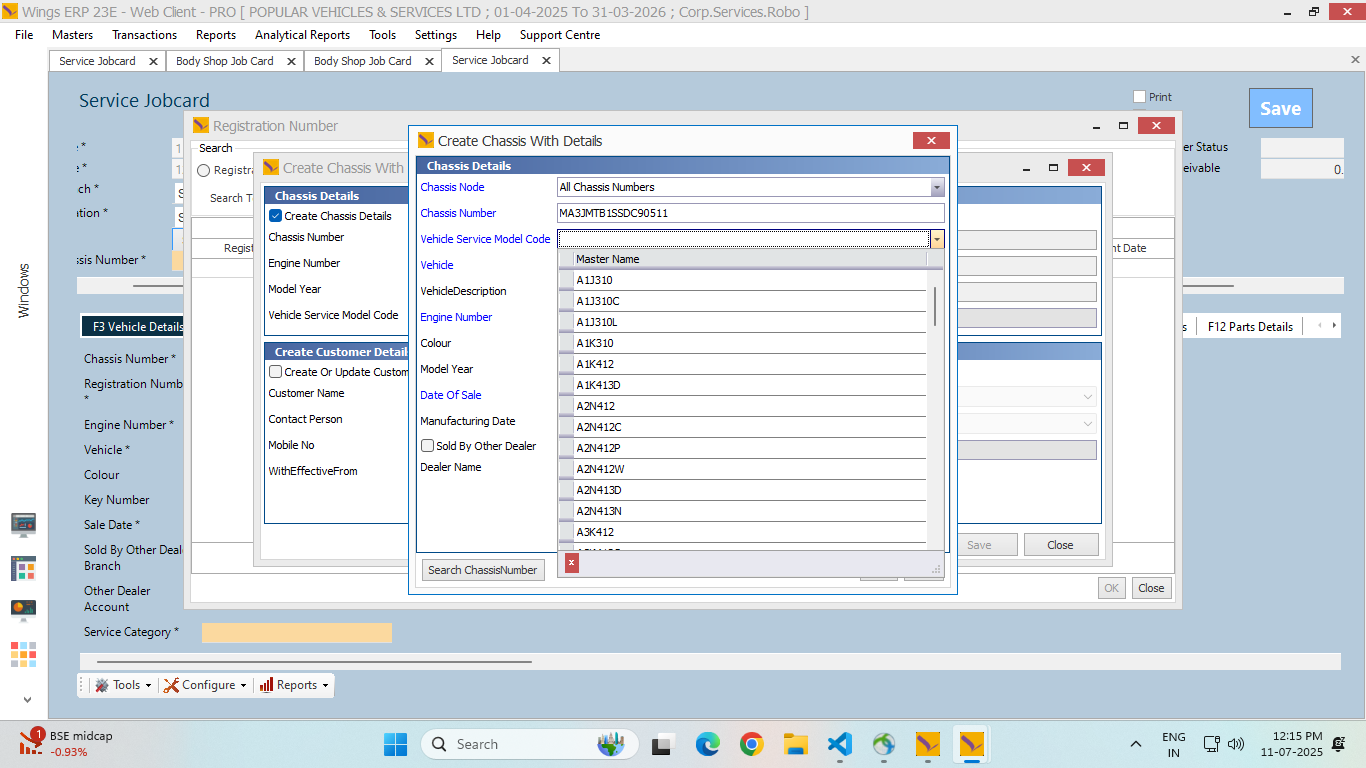 Wings ERP 23E - Web Client - PRO [ POPULAR VEHICLES & SERVICES LTD ; 01-04-2025 To 31-03-2026 ; Corp.Services.Robo ]
File Masters Transactions Reports Analytical Reports Tools Settings Help Support Centre
Service Jobcard Body Shop Job Card Body Shop Job Card Service Jobcard
Service Jobcard
Print
Save
Registration Number
Search
Registra
Search T
Regist
nt Date
er Status
eivable
0.
ch *
ation *
ssis Number *
Create Chassis With
Chassis Details
Create Chassis Details
Chassis Number
Engine Number
Model Year
Vehicle Service Model Code
Create Customer Detail
Create Or Update Custom
Customer Name
Contact Person
Mobile No
WithEffectiveFrom
Save Close
OK Close
Create Chassis With Details
Chassis Details
Chassis Node All Chassis Numbers
Chassis Number MA3JMTB1SSDC90511
Vehicle Service Model Code
Vehicle
VehicleDescription
Engine Number
Colour
Model Year
Date Of Sale
Manufacturing Date
Sold By Other Dealer
Dealer Name
Search ChassisNumber
Master Name
A1J310
A1J310C
A1J310L
A1K310
A1K412
A1K413D
A2N412
A2N412C
A2N412P
A2N412W
A2N413D
A2N413N
A3K412
x
Windows
F3 Vehicle Details
s F12 Parts Details
Chassis Number *
Registration Numb
*
Engine Number *
Vehicle *
Colour
Key Number
Sale Date *
Sold By Other Deal
Branch
Other Dealer
Account
Service Category *
Tools Configure Reports
1
BSE midcap
-0.93%
Search
ENG
IN
12:15 PM
11-07-2025